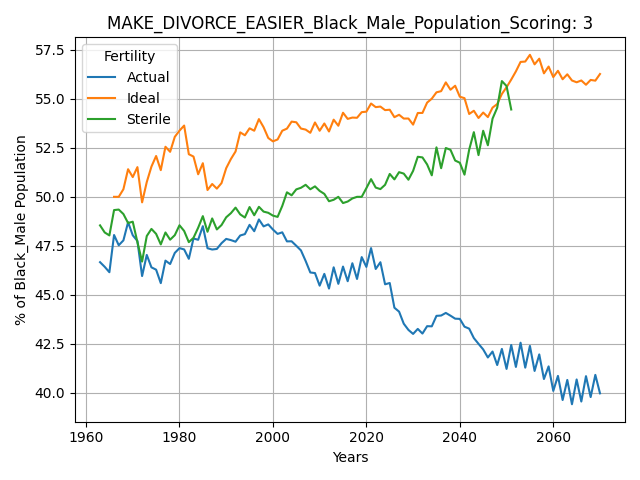 MAKE_DIVORCE_EASIER_Black_Male_Population_Scoring: 3
Fertility
Actual
Ideal
Sterile
% of Black_Male Population
57.5
55.0
52.5
50.0
47.5
45.0
42.5
40.0
1960 1980 2000 2020 2040 2060
Years